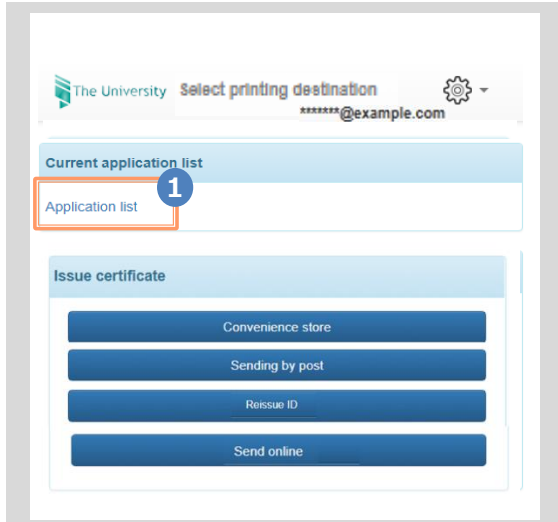 The University Select printing destination
*******@example.com
Current application list
1
Application list
Issue certificate
Convenience store
Sending by post
Reissue ID
Send online